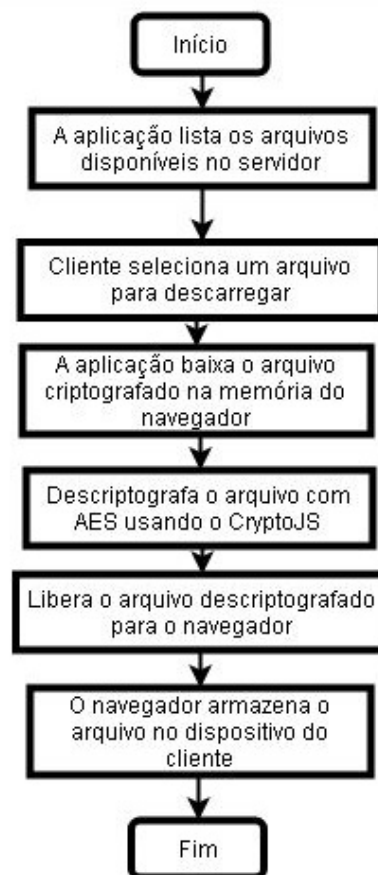 Início
A aplicação lista os arquivos
disponíveis no servidor
Cliente seleciona um arquivo
para descarregar
A aplicação baixa o arquivo
criptografado na memória do
navegador
Descriptografa o arquivo com
AES usando o CryptoJS
Libera o arquivo descriptografado
para o navegador
O navegador armazena o
arquivo no dispositivo do
cliente
Fim